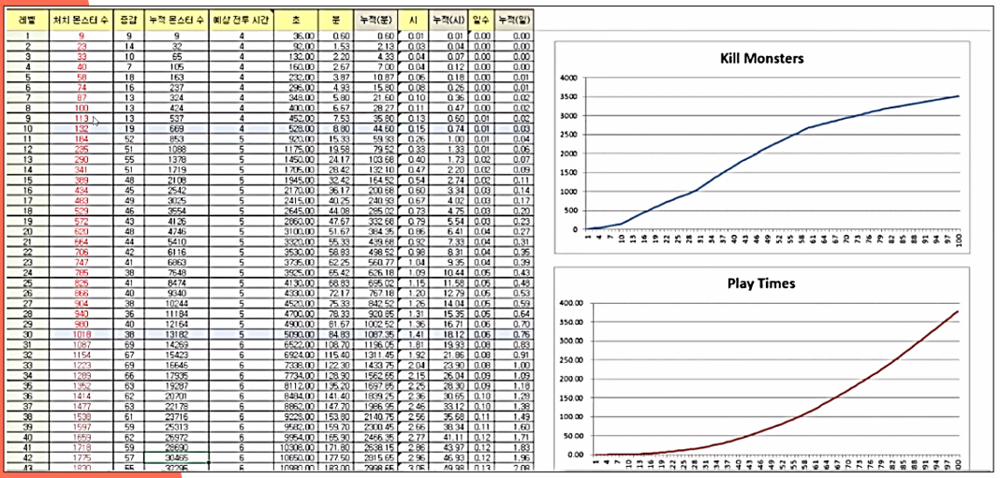 레벨 처치 몬스터 수 증감 누적 몬스터 수 예상 전투 시간 초 분 누적(분) 시 누적(시) 일수 누적(일)
1 9 9 9 4 36.00 0.60 0.60 0.01 0.01 0.00 0.00
2 23 14 32 4 92.00 1.53 2.13 0.03 0.04 0.00 0.00
3 33 10 65 4 132.00 2.20 4.33 0.04 0.07 0.00 0.00
4 40 7 105 4 160.00 2.67 7.00 0.04 0.12 0.00 0.00
5 58 18 163 4 232.00 3.87 10.87 0.06 0.18 0.00 0.01
6 74 16 237 4 296.00 4.93 15.80 0.08 0.26 0.00 0.01
7 87 13 324 4 348.00 5.80 21.60 0.10 0.36 0.00 0.02
8 100 13 424 4 400.00 6.67 28.27 0.11 0.47 0.00 0.02
9 113 13 537 4 452.00 7.53 35.80 0.13 0.60 0.01 0.02
10 132 19 669 4 528.00 8.80 44.60 0.15 0.74 0.01 0.03
11 184 52 853 5 920.00 15.33 59.93 0.26 1.00 0.01 0.04
12 235 51 1088 5 1175.00 19.58 79.52 0.33 1.33 0.01 0.06
13 290 55 1378 5 1450.00 24.17 103.68 0.40 1.73 0.02 0.07
14 341 51 1719 5 1705.00 28.42 132.10 0.47 2.20 0.02 0.09
15 389 48 2108 5 1945.00 32.42 164.52 0.54 2.74 0.02 0.11
16 434 45 2542 5 2170.00 36.17 200.68 0.60 3.34 0.03 0.14
17 483 49 3025 5 2415.00 40.25 240.93 0.67 4.02 0.03 0.17
18 529 46 3554 5 2645.00 44.08 285.02 0.73 4.75 0.03 0.20
19 572 43 4126 5 2860.00 47.67 332.68 0.79 5.54 0.03 0.23
20 620 48 4746 5 3100.00 51.67 384.35 0.86 6.41 0.04 0.27
21 664 44 5410 5 3320.00 55.33 439.68 0.92 7.33 0.04 0.31
22 706 42 6116 5 3530.00 58.83 498.52 0.98 8.31 0.04 0.35
23 747 41 6863 5 3735.00 62.25 560.77 1.04 9.35 0.04 0.39
24 785 38 7648 5 3925.00 65.42 626.18 1.09 10.44 0.05 0.43
25 826 41 8474 5 4130.00 68.83 695.02 1.15 11.58 0.05 0.48
26 866 40 9340 5 4330.00 72.17 767.18 1.20 12.79 0.05 0.53
27 904 38 10244 5 4520.00 75.33 842.52 1.26 14.04 0.05 0.59
28 940 36 11184 5 4700.00 78.33 920.85 1.31 15.35 0.05 0.64
29 980 40 12164 5 4900.00 81.67 1002.52 1.36 16.71 0.06 0.70
30 1018 38 13182 5 5090.00 84.83 1087.35 1.41 18.12 0.06 0.76
31 1087 69 14269 6 6522.00 108.70 1196.05 1.81 19.93 0.08 0.83
32 1154 67 15423 6 6924.00 115.40 1311.45 1.92 21.86 0.08 0.91
33 1223 69 16646 6 7338.00 122.30 1433.75 2.04 23.90 0.08 1.00
34 1289 66 17935 6 7734.00 128.90 1562.65 2.15 26.04 0.09 1.09
35 1352 63 19287 6 8112.00 135.20 1697.85 2.25 28.30 0.09 1.18
36 1414 62 20701 6 8484.00 141.40 1839.25 2.36 30.65 0.10 1.28
37 1477 63 22178 6 8862.00 147.70 1986.95 2.46 33.12 0.10 1.38
38 1538 61 23716 6 9228.00 153.80 2140.75 2.56 35.68 0.11 1.49
39 1597 59 25313 6 9582.00 159.70 2300.45 2.66 38.34 0.11 1.60
40 1659 62 26972 6 9954.00 165.90 2466.35 2.77 41.11 0.12 1.71
41 1718 59 28690 6 10308.00 171.80 2638.15 2.86 43.97 0.12 1.83
42 1775 57 30465 6 10650.00 177.50 2815.65 2.96 46.93 0.12 1.96
Kill Monsters
4000
3500
3000
2500
2000
1500
1000
500
0
1 4 7 10 13 16 19 22 25 28 31 34 37 40 43 46 49 52 55 58 61 64 67 70 73 76 79 82 85 88 91 94 97 100
Play Times
400.00
350.00
300.00
250.00
200.00
150.00
100.00
50.00
0.00
1 4 7 10 13 16 19 22 25 28 31 34 37 40 43 46 49 52 55 58 61 64 67 70 73 76 79 82 85 88 91 94 97 100